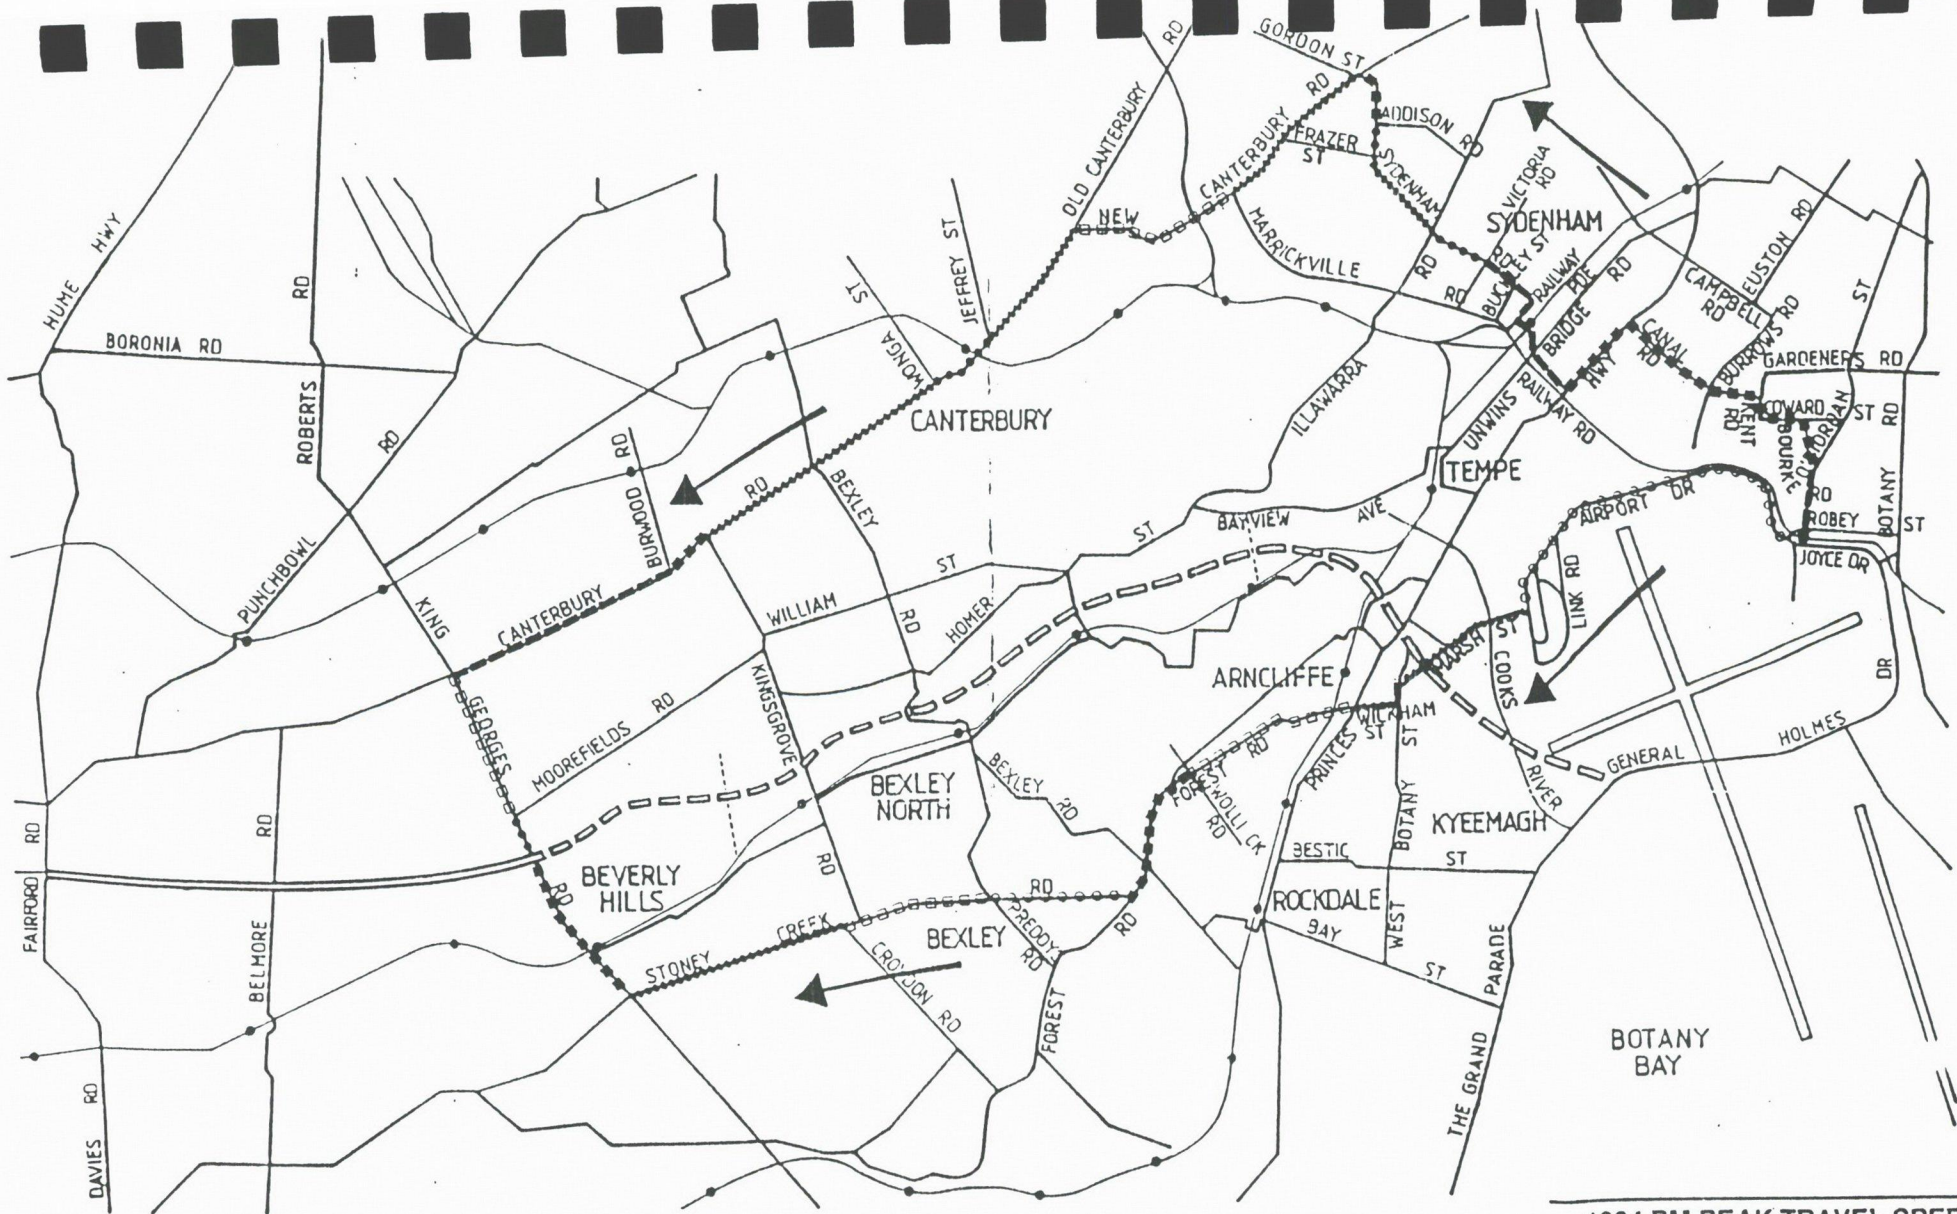 GORDON ST
RD
OLD CANTERBURY
CANTERBURY RD
ADDISON RD
FRAZER
ST
SYDENHAM
RD
VICTORIA
RD
SYDENHAM
NEW
MARRICKVILLE
RD
RD
BUCKLEY ST
RAILWAY
PDE
BRIDGE RD
CAMPBELL
RD
EUSTON RD
BURROWS RD
CANAL
RD
GARDENERS RD
ST
HUME HWY
RD
BORONIA RD
ROBERTS
RD
PUNCHBOWL
ST
WONGA
JEFFREY ST
CANTERBURY
ILLAWARRA
HWY
UNWINS
RAILWAY RD
TEMPE
KENT
RD
COWARD ST
BOURKE
RD
BOTANY
RD
ROBEY
ST
JOYCE DR
BURWOOD RD
RD
BEXLEY
RD
ST
BAYVIEW AVE
AIRPORT DR
LINK RD
KING
CANTERBURY
WILLIAM
ST
HOMER
MARSH ST
COOKS
RIVER
ARNCLIFFE
DR
GEORGES
RD
MOOREFIELDS RD
KINGSGROVE
RD
WICKHAM
ST
ST
PRINCES
GENERAL
HOLMES
FOREST
RD
WOLLI CK
RD
BEXLEY
RD
BEXLEY
NORTH
BOTANY
KYEEMAGH
BESTIC
ST
RD
BEVERLY
HILLS
ROCKDALE
BAY
ST
WEST
FAIRFORD RD
BELMORE
RD
STONEY
CREEK
RD
BEXLEY
PREDDYS
RD
RD
CROYDON RD
FOREST
PARADE
THE GRAND
BOTANY
BAY
DAVIES
RD